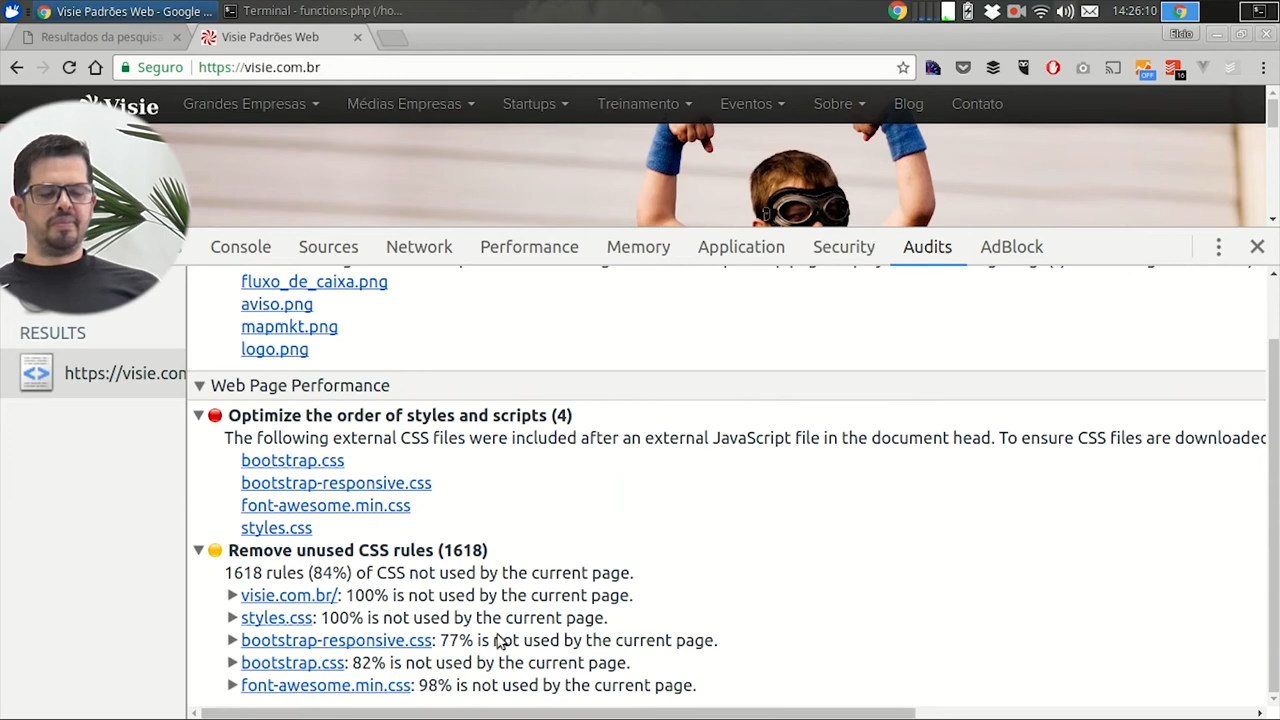 Visie Padrões Web - Google ...
Terminal - functions.php (/ho...
14:26:10
Resultados da pesquisa
Visie Padrões Web
Elcio
Seguro
https://visie.com.br
OFF
16
Visie
Grandes Empresas
Médias Empresas
Startups
Treinamento
Eventos
Sobre
Blog
Contato
Console
Sources
Network
Performance
Memory
Application
Security
Audits
AdBlock
RESULTS
https://visie.con
fluxo_de_caixa.png
aviso.png
mapmkt.png
logo.png
Web Page Performance
Optimize the order of styles and scripts (4)
The following external CSS files were included after an external JavaScript file in the document head. To ensure CSS files are downloaded
bootstrap.css
bootstrap-responsive.css
font-awesome.min.css
styles.css
Remove unused CSS rules (1618)
1618 rules (84%) of CSS not used by the current page.
visie.com.br/: 100% is not used by the current page.
styles.css: 100% is not used by the current page.
bootstrap-responsive.css: 77% is not used by the current page.
bootstrap.css: 82% is not used by the current page.
font-awesome.min.css: 98% is not used by the current page.